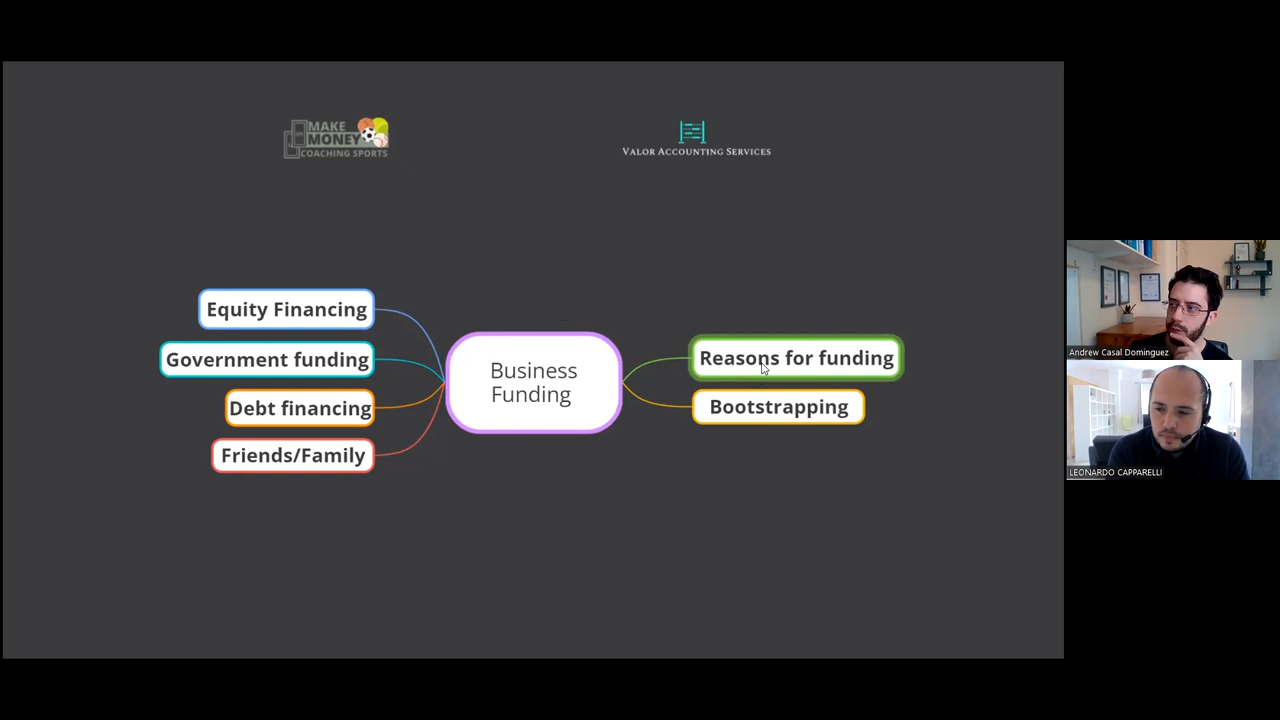 MAKE
MONEY
COACHING SPORTS
VALOR ACCOUNTING SERVICES
Equity Financing
Government funding
Debt financing
Friends/Family
Business
Funding
Reasons for funding
Bootstrapping
Andrew Casal Dominguez
LEONARDO CAPPARELLI